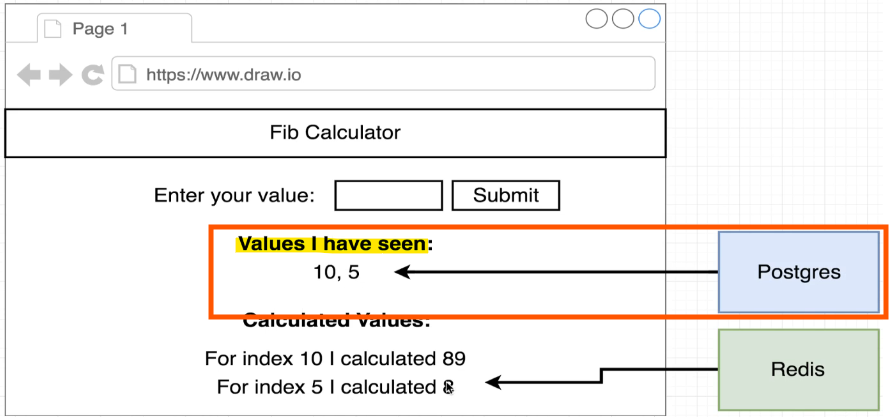 Page 1
https://www.draw.io
Fib Calculator
Enter your value: Submit
Values I have seen:
10, 5
Postgres
Calculated Values:
For index 10 I calculated 89
For index 5 I calculated 8
Redis